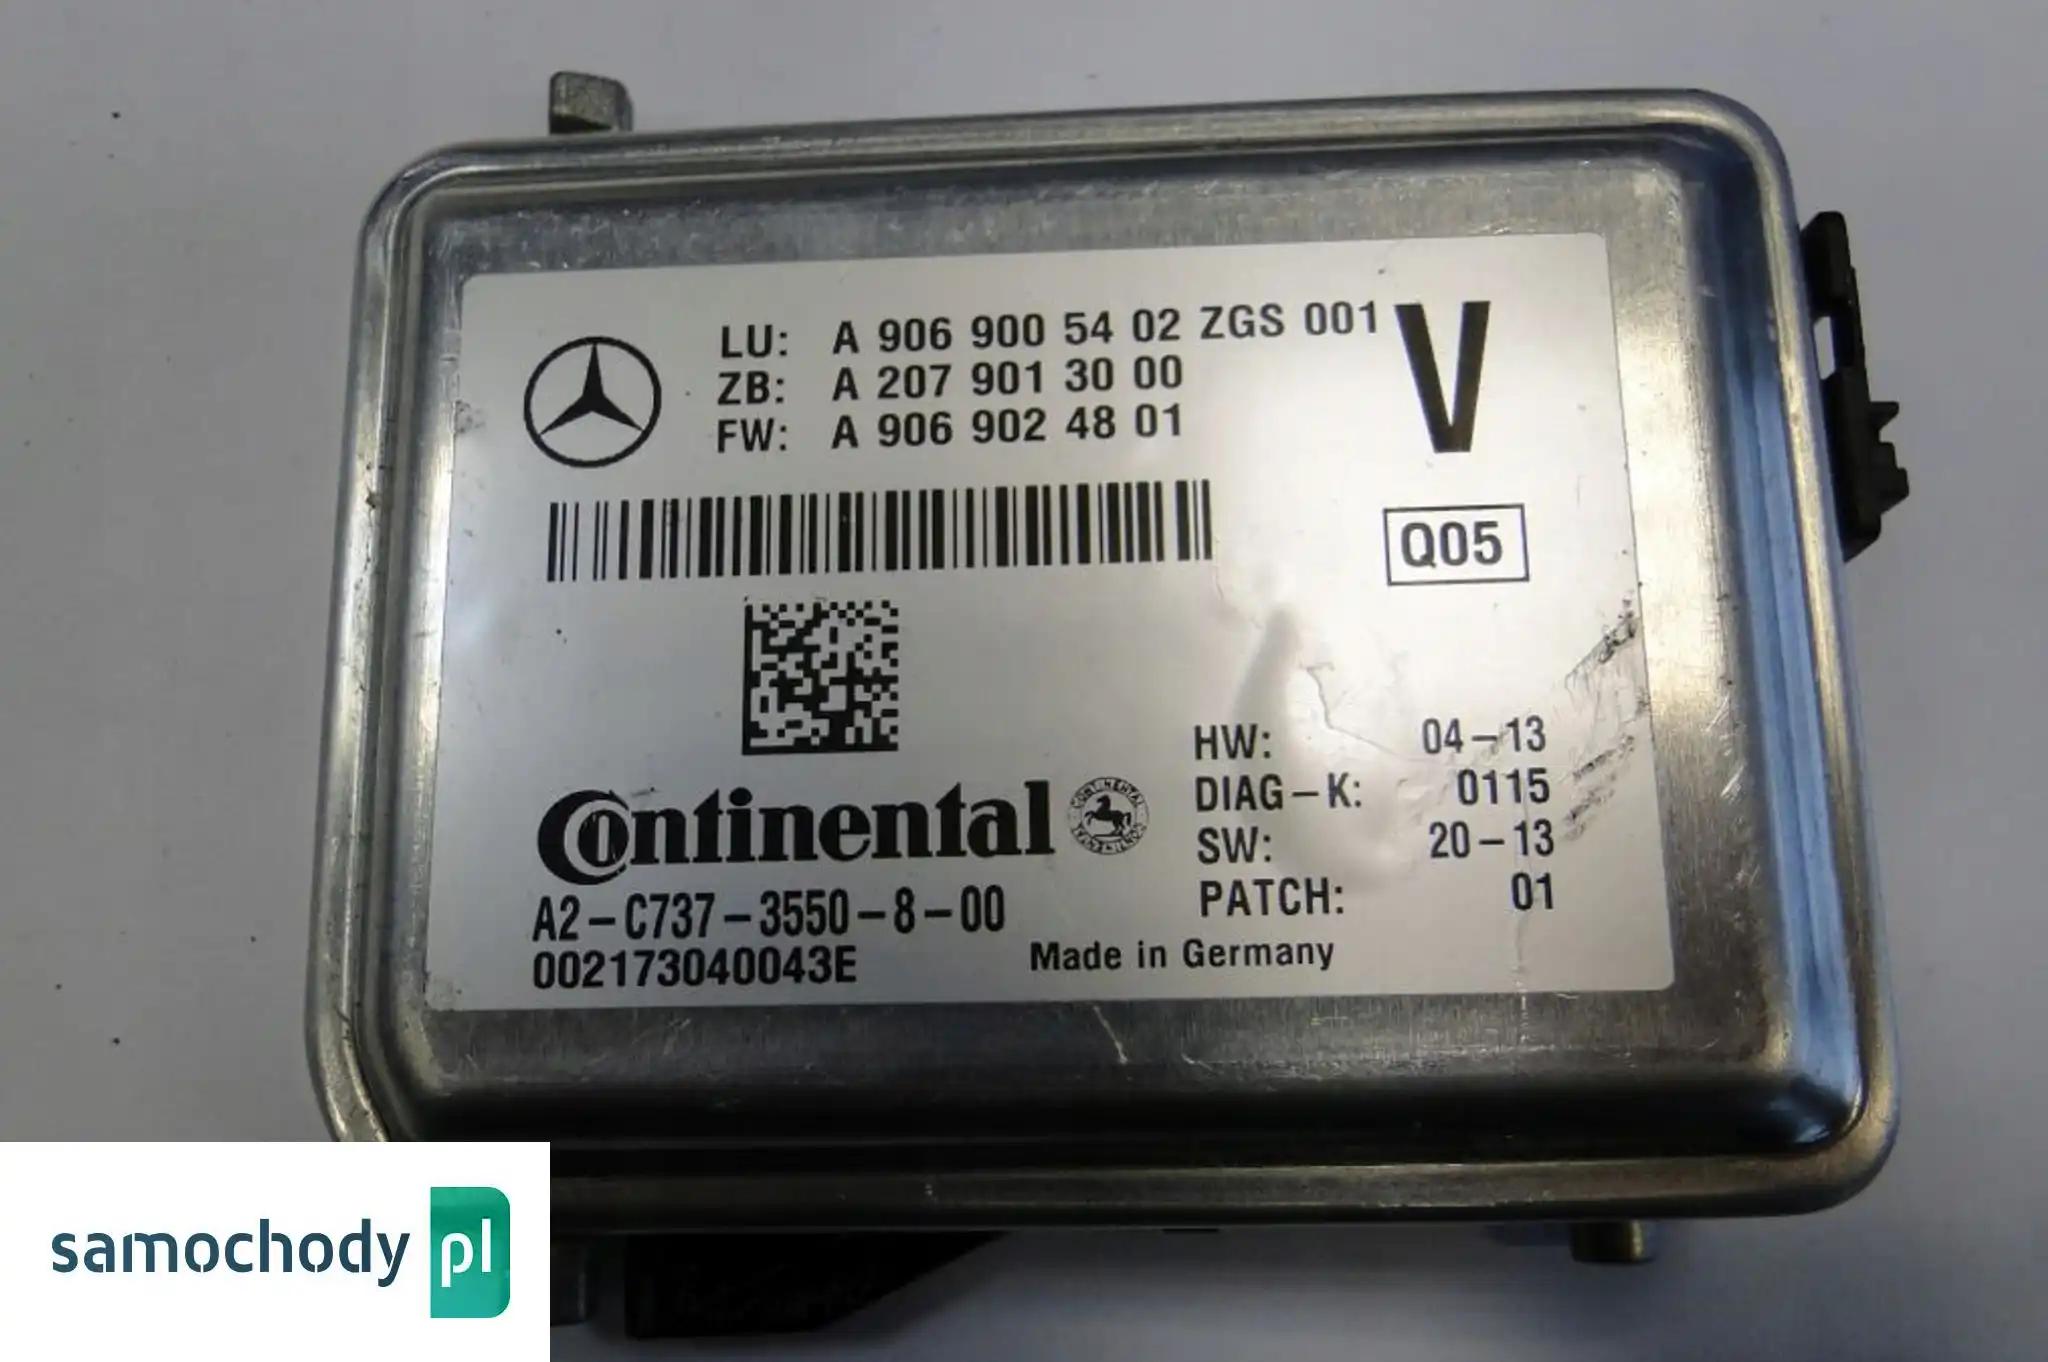 LU: A 906 900 54 02 ZGS 001
ZB: A 207 901 30 00
FW: A 906 902 48 01
V
Q05
HW: 04-13
DIAG-K: 0115
SW: 20-13
PATCH: 01
Continental
CONTINENTAL
CONTINENTAL
A2-C737-3550-8-00
002173040043E
Made in Germany
samochody pl